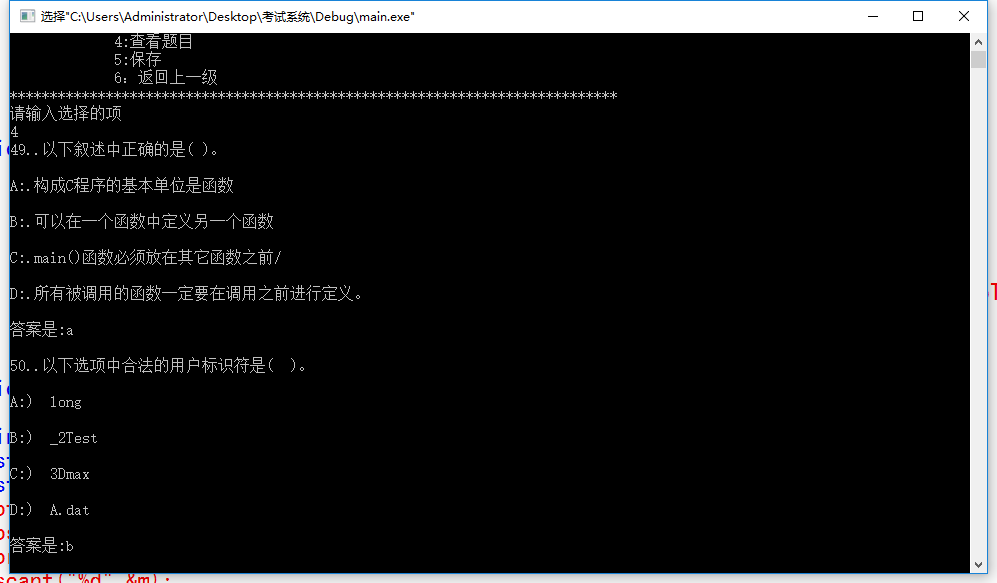 选择"C:\Users\Administrator\Desktop\考试系统\Debug\main.exe"
4:查看题目
5:保存
6: 返回上一级
****************************************************************************
请输入选择的项
4
49..以下叙述中正确的是( )。
A:.构成C程序的基本单位是函数
B:.可以在一个函数中定义另一个函数
C:.main()函数必须放在其它函数之前/
D:.所有被调用的函数一定要在调用之前进行定义。
答案是:a
50..以下选项中合法的用户标识符是(  )。
A:)  long
B:)  _2Test
C:)  3Dmax
D:)  A.dat
答案是:b
scanf("%d",&m);